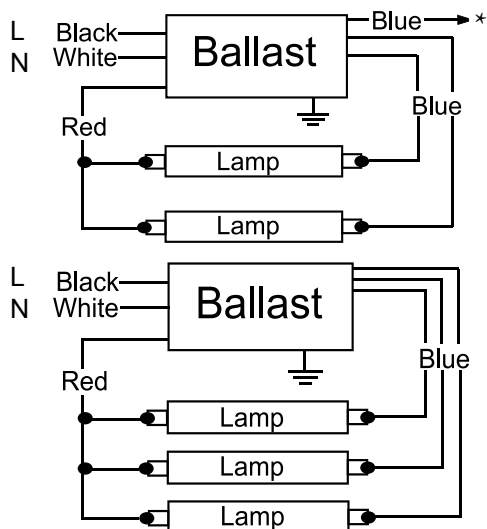 L Black
Blue *
N White
Ballast
Red
Blue
Lamp
Lamp
L Black
N White
Ballast
Red
Blue
Lamp
Lamp
Lamp